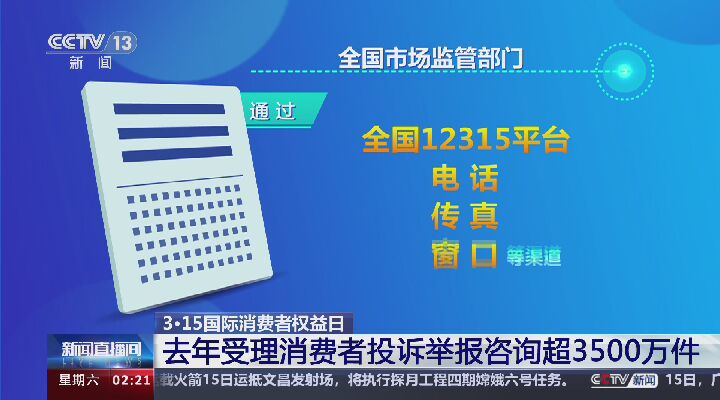 CCTV 13
新闻
全国市场监管部门
通过
全国12315平台
电话
传真
窗口 等渠道
3·15国际消费者权益日
新闻直播间
去年受理消费者投诉举报咨询超3500万件
星期六 02:21
载火箭15日运抵文昌发射场，将执行探月工程四期嫦娥六号任务。 CCTV 新闻 15日，广